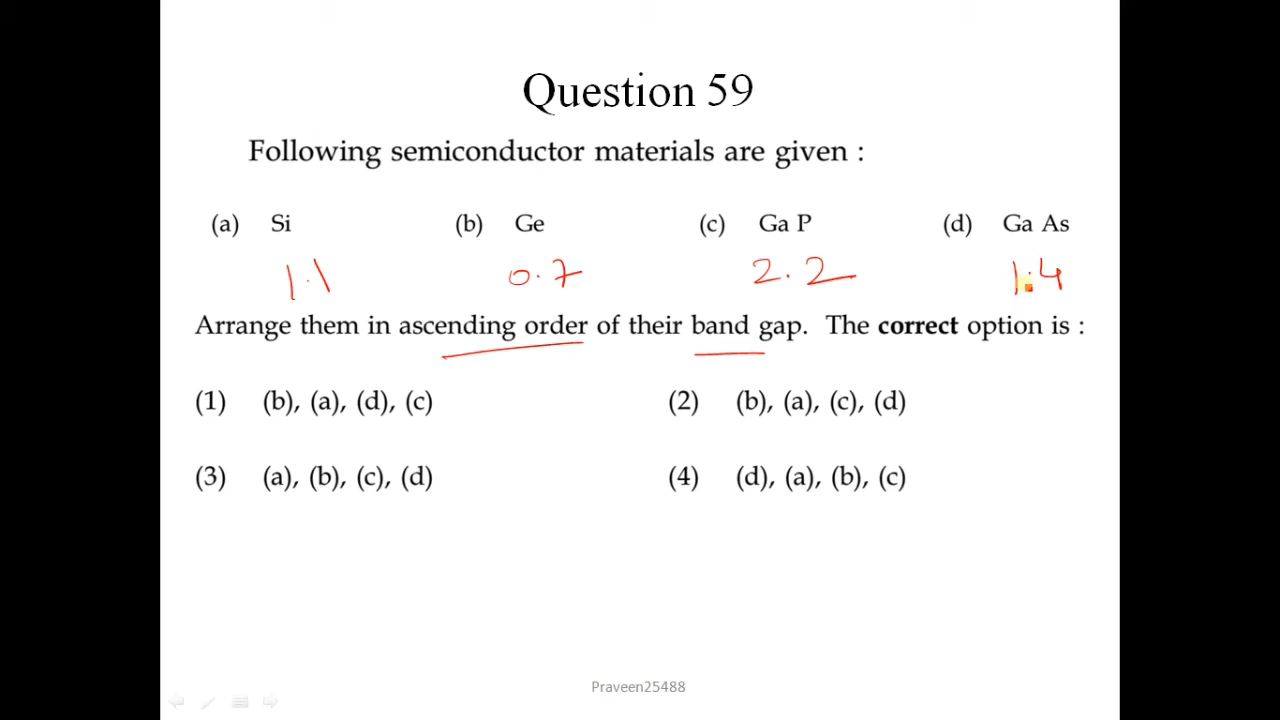 Question 59
Following semiconductor materials are given :
(a) Si (b) Ge (c) Ga P (d) Ga As
1.1 0.7 2.2 1.4
Arrange them in ascending order of their band gap. The correct option is :
(1) (b), (a), (d), (c) (2) (b), (a), (c), (d)
(3) (a), (b), (c), (d) (4) (d), (a), (b), (c)
Praveen25488